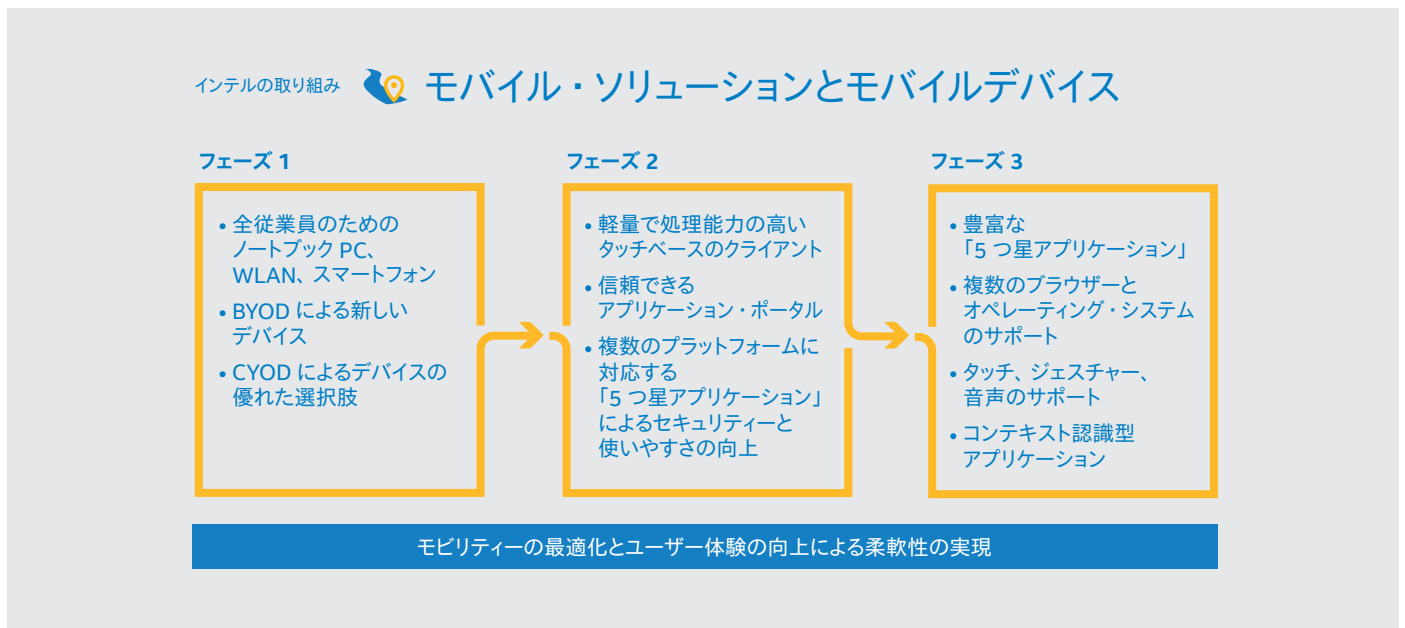 インテルの取り組み
モバイル・ソリューションとモバイルデバイス
フェーズ 1
• 全従業員のための
ノートブック PC、
WLAN、スマートフォン
• BYOD による新しい
デバイス
• CYOD によるデバイスの
優れた選択肢
フェーズ 2
• 軽量で処理能力の高い
タッチベースのクライアント
• 信頼できる
アプリケーション・ポータル
• 複数のプラットフォームに
対応する
「5 つ星アプリケーション」
によるセキュリティーと
使いやすさの向上
フェーズ 3
• 豊富な
「5 つ星アプリケーション」
• 複数のブラウザーと
オペレーティング・システム
のサポート
• タッチ、ジェスチャー、
音声のサポート
• コンテキスト認識型
アプリケーション
モビリティーの最適化とユーザー体験の向上による柔軟性の実現